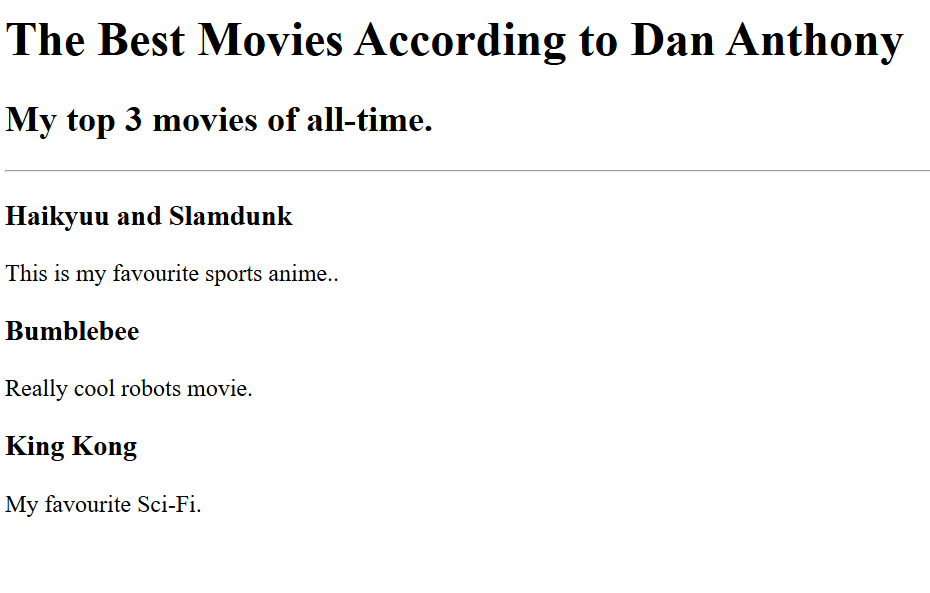 The Best Movies According to Dan Anthony
My top 3 movies of all-time.
Haikyuu and Slamdunk
This is my favourite sports anime..
Bumblebee
Really cool robots movie.
King Kong
My favourite Sci-Fi.